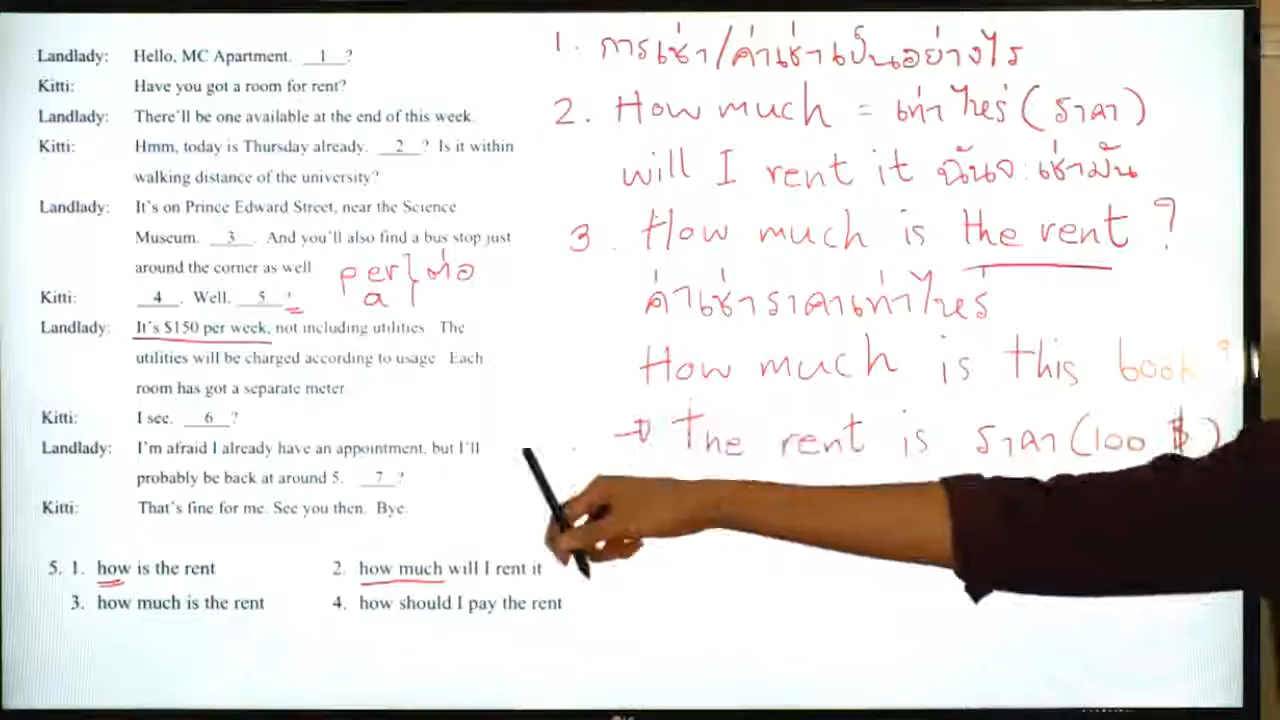 Landlady: Hello, MC Apartment. 1 ?
Kitti: Have you got a room for rent?
Landlady: There'll be one available at the end of this week.
Kitti: Hmm, today is Thursday already. 2 ? Is it within
walking distance of the university?
Landlady: It's on Prince Edward Street, near the Science
Museum. 3 . And you'll also find a bus stop just
around the corner as well
per } ต่อ
a
Kitti: 4 . Well. 5 ?
Landlady: It's $150 per week, not including utilities The
utilities will be charged according to usage Each
room has got a separate meter
Kitti: I see. 6 ?
Landlady: I'm afraid I already have an appointment, but I'll
probably be back at around 5. 7 ?
Kitti: That's fine for me. See you then. Bye.
5. 1. how is the rent 2. how much will I rent it
3. how much is the rent 4. how should I pay the rent
1. การเช่า/ค่าเช่าเป็นอย่างไร
2. How much = เท่าไหร่ (ราคา)
will I rent it ฉันจะเช่ามัน
3. How much is the rent ?
ค่าเช่าราคาเท่าไหร่
How much is this book ?
→ The rent is ราคา (100 $)